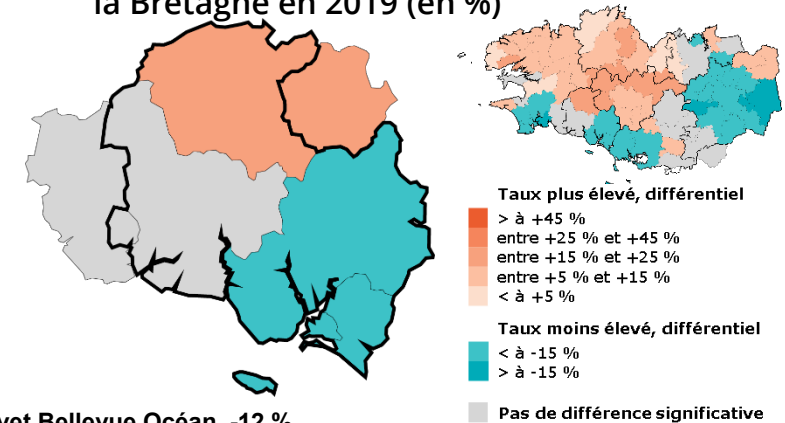 la Bretagne en 2019 (en %)
Taux plus élevé, différentiel
> à +45 %
entre +25 % et +45 %
entre +15 % et +25 %
entre +5 % et +15 %
< à +5 %
Taux moins élevé, différentiel
< à -15 %
> à -15 %
Pas de différence significative
Bellevue Océan -12 %